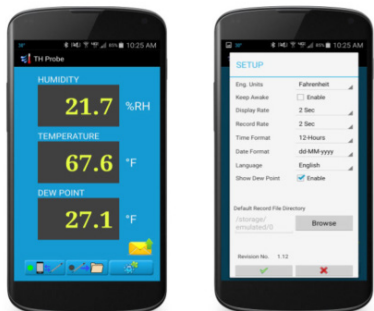 38° 85% 10:25 AM
TH Probe
HUMIDITY
21.7 %RH
TEMPERATURE
67.6 °F
DEW POINT
27.1 °F
10:25 AM
SETUP
Eng. Units Fahrenheit
Keep Awake Enable
Display Rate 2 Sec
Record Rate 2 Sec
Time Format 12-Hours
Date Format dd-MM-yyyy
Language English
Show Dew Point Enable
Default Record File Directory
/storage/
emulated/0
Browse
Revision No. 1.12